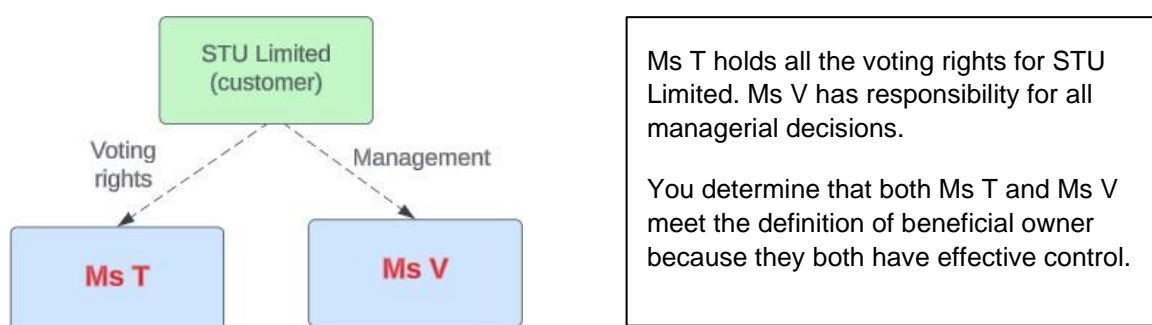 STU Limited
(customer)
Voting
rights
Management
Ms T
Ms V
Ms T holds all the voting rights for STU
Limited. Ms V has responsibility for all
managerial decisions.
You determine that both Ms T and Ms V
meet the definition of beneficial owner
because they both have effective control.